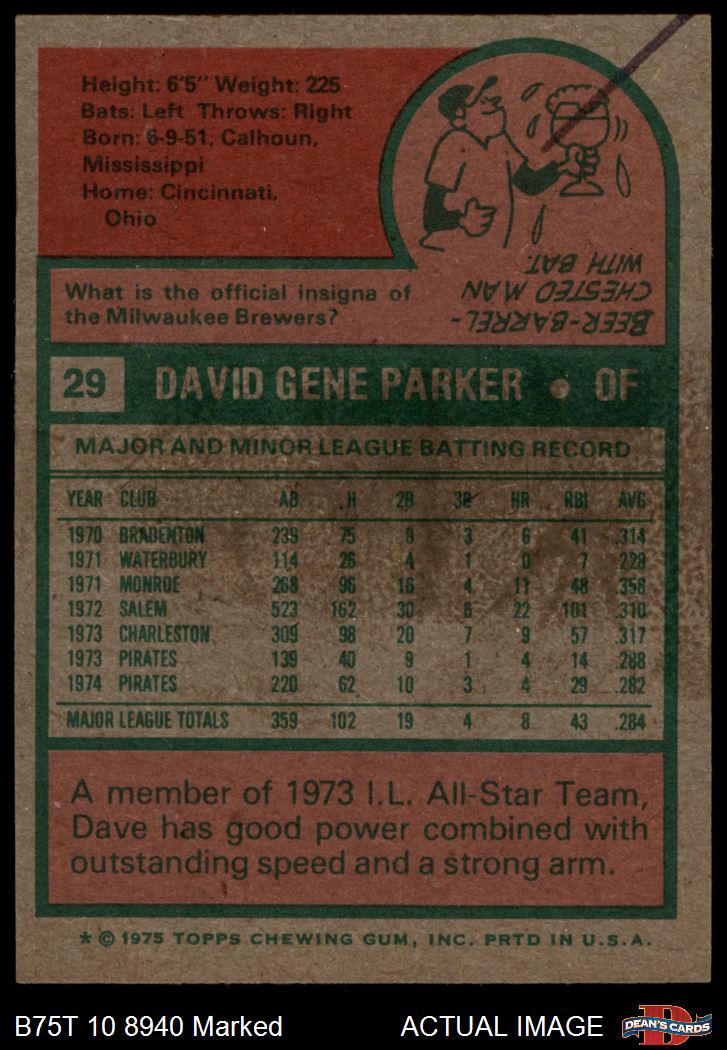 Height: 6'5" Weight: 225
Bats: Left Throws: Right
Born: 6-9-51, Calhoun,
Mississippi
Home: Cincinnati,
Ohio
What is the official insigna of
the Milwaukee Brewers?
BEER-BARREL-
CHESTED MAN
WITH BAT.
29 DAVID GENE PARKER • OF
MAJOR AND MINOR LEAGUE BATTING RECORD
YEAR CLUB AB H 2B 3B HR RBI AVG
1970 BRADENTON 239 75 8 3 6 41 .314
1971 WATERBURY 114 26 4 1 0 7 .228
1971 MONROE 268 96 16 4 11 48 .358
1972 SALEM 523 162 30 6 22 101 .310
1973 CHARLESTON 309 98 20 7 9 57 .317
1973 PIRATES 139 40 9 1 4 14 .288
1974 PIRATES 220 62 10 3 4 29 .282
MAJOR LEAGUE TOTALS 359 102 19 4 8 43 .284
A member of 1973 I.L. All-Star Team,
Dave has good power combined with
outstanding speed and a strong arm.
* © 1975 TOPPS CHEWING GUM, INC. PRTD IN U.S.A.
B75T 10 8940 Marked ACTUAL IMAGE
D
DEAN'S CARDS